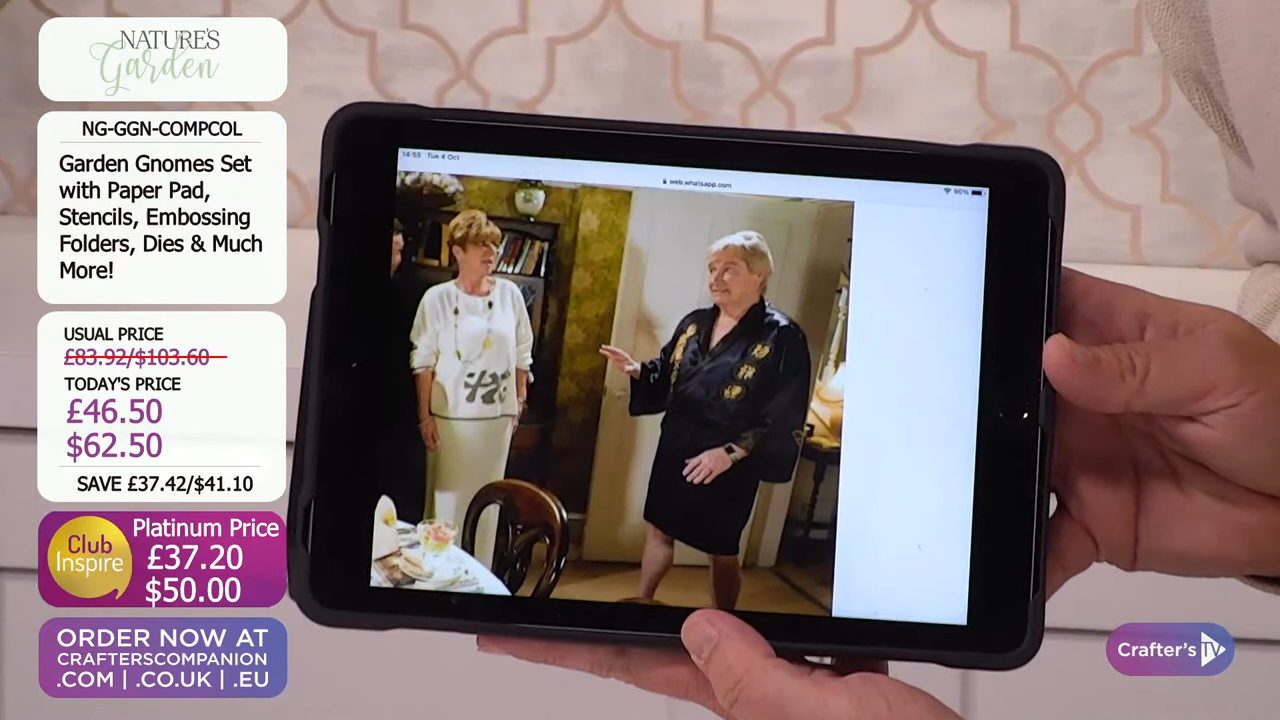 NATURE'S
Garden
NG-GGN-COMPCOL
Garden Gnomes Set
with Paper Pad,
Stencils, Embossing
Folders, Dies & Much
More!
USUAL PRICE
£83.92/$103.60
TODAY'S PRICE
£46.50
$62.50
SAVE £37.42/$41.10
Club
Inspire
Platinum Price
£37.20
$50.00
ORDER NOW AT
CRAFTERSCOMPANION
.COM | .CO.UK | .EU
14:55 Tue 4 Oct
web.whatsapp.com
90%
Crafter's TV